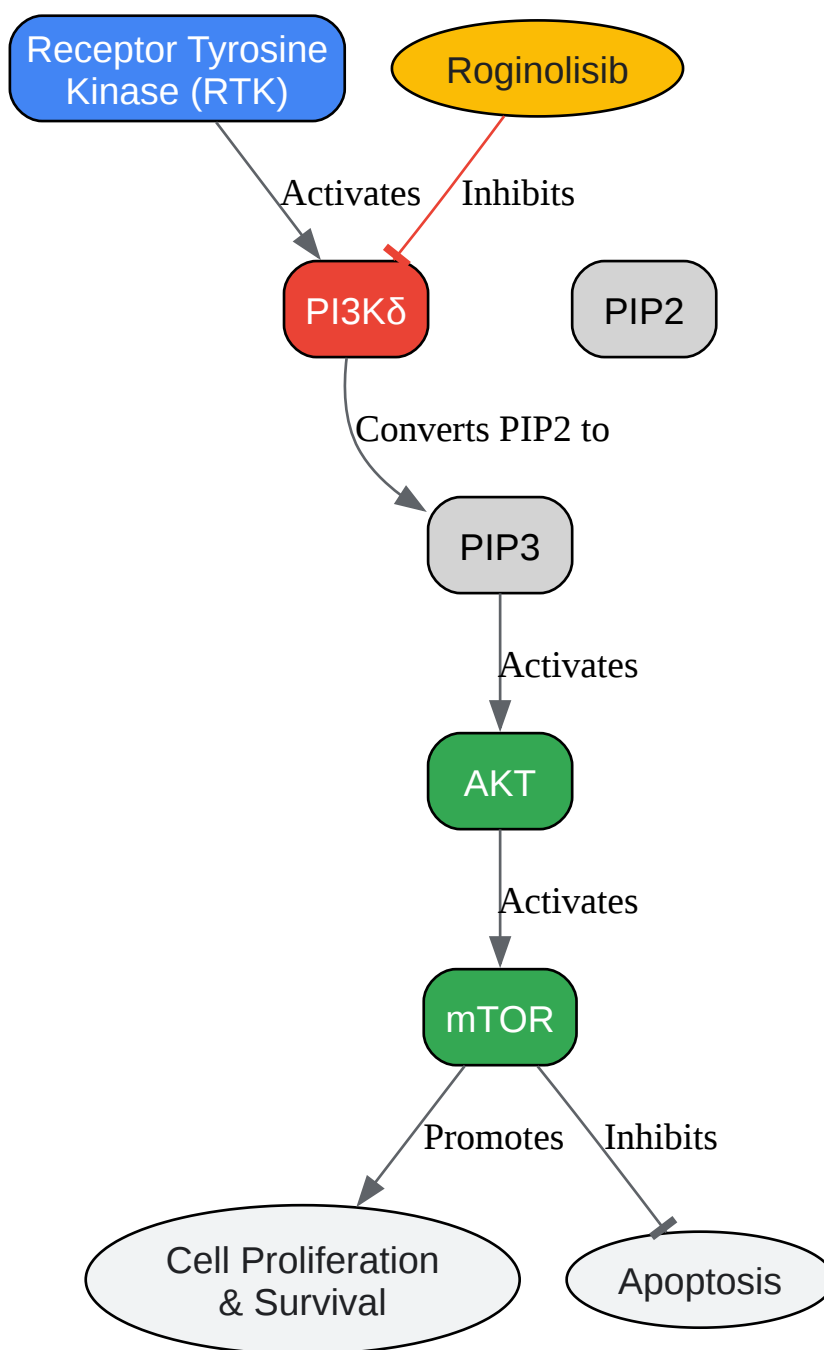 Receptor Tyrosine
Kinase (RTK)
Roginolisib
Activates
Inhibits
PI3Kδ
PIP2
Converts PIP2 to
PIP3
Activates
AKT
Activates
mTOR
Promotes
Inhibits
Cell Proliferation
& Survival
Apoptosis